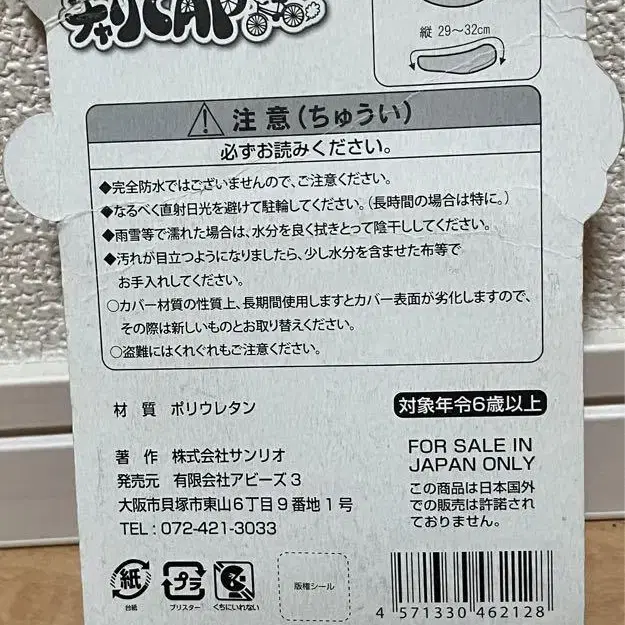 チャリCAP
縦 29〜32cm
注意（ちゅうい）
必ずお読みください。
◆完全防水ではございませんので、ご注意ください。
◆なるべく直射日光を避けて駐輪してください。（長時間の場合は特に。）
◆雨雪等で濡れた場合は、水分を良く拭きとって陰干ししてください。
◆汚れが目立つようになりましたら、少し水分を含ませた布等で
お手入れしてください。
○カバー材質の性質上、長期間使用しますとカバー表面が劣化しますので、
その際は新しいものとお取り替えください。
○盗難にはくれぐれもご注意ください。
材 質 ポリウレタン
対象年令6歳以上
著 作 株式会社サンリオ
発売元 有限会社アビーズ3
大阪市貝塚市東山6丁目9番地1号
TEL : 072-421-3033
FOR SALE IN
JAPAN ONLY
この商品は日本国外
での販売は許諾され
ておりません。
紙
台紙
プラ
ブリスター
くちにいれない
版権シール
4 571330 462128